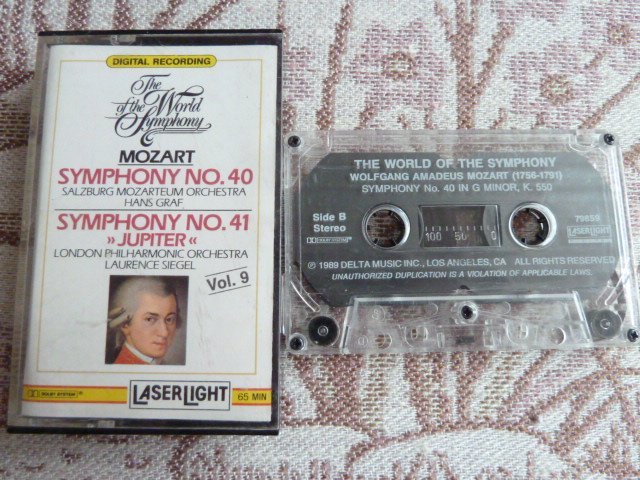 DIGITAL RECORDING
The World
of the Symphony
MOZART
SYMPHONY NO. 40
SALZBURG MOZARTEUM ORCHESTRA
HANS GRAF
SYMPHONY NO. 41
»JUPITER«
LONDON PHILHARMONIC ORCHESTRA
LAURENCE SIEGEL
Vol. 9
DOLBY SYSTEM®
LASERLIGHT
65 MIN
THE WORLD OF THE SYMPHONY
WOLFGANG AMADEUS MOZART (1756-1791)
SYMPHONY No. 40 IN G MINOR, K. 550
Side B
Stereo
100 50 0
79859
LASERLIGHT
℗ 1989 DELTA MUSIC INC., LOS ANGELES, CA ALL RIGHTS RESERVED
UNAUTHORIZED DUPLICATION IS A VIOLATION OF APPLICABLE LAWS.